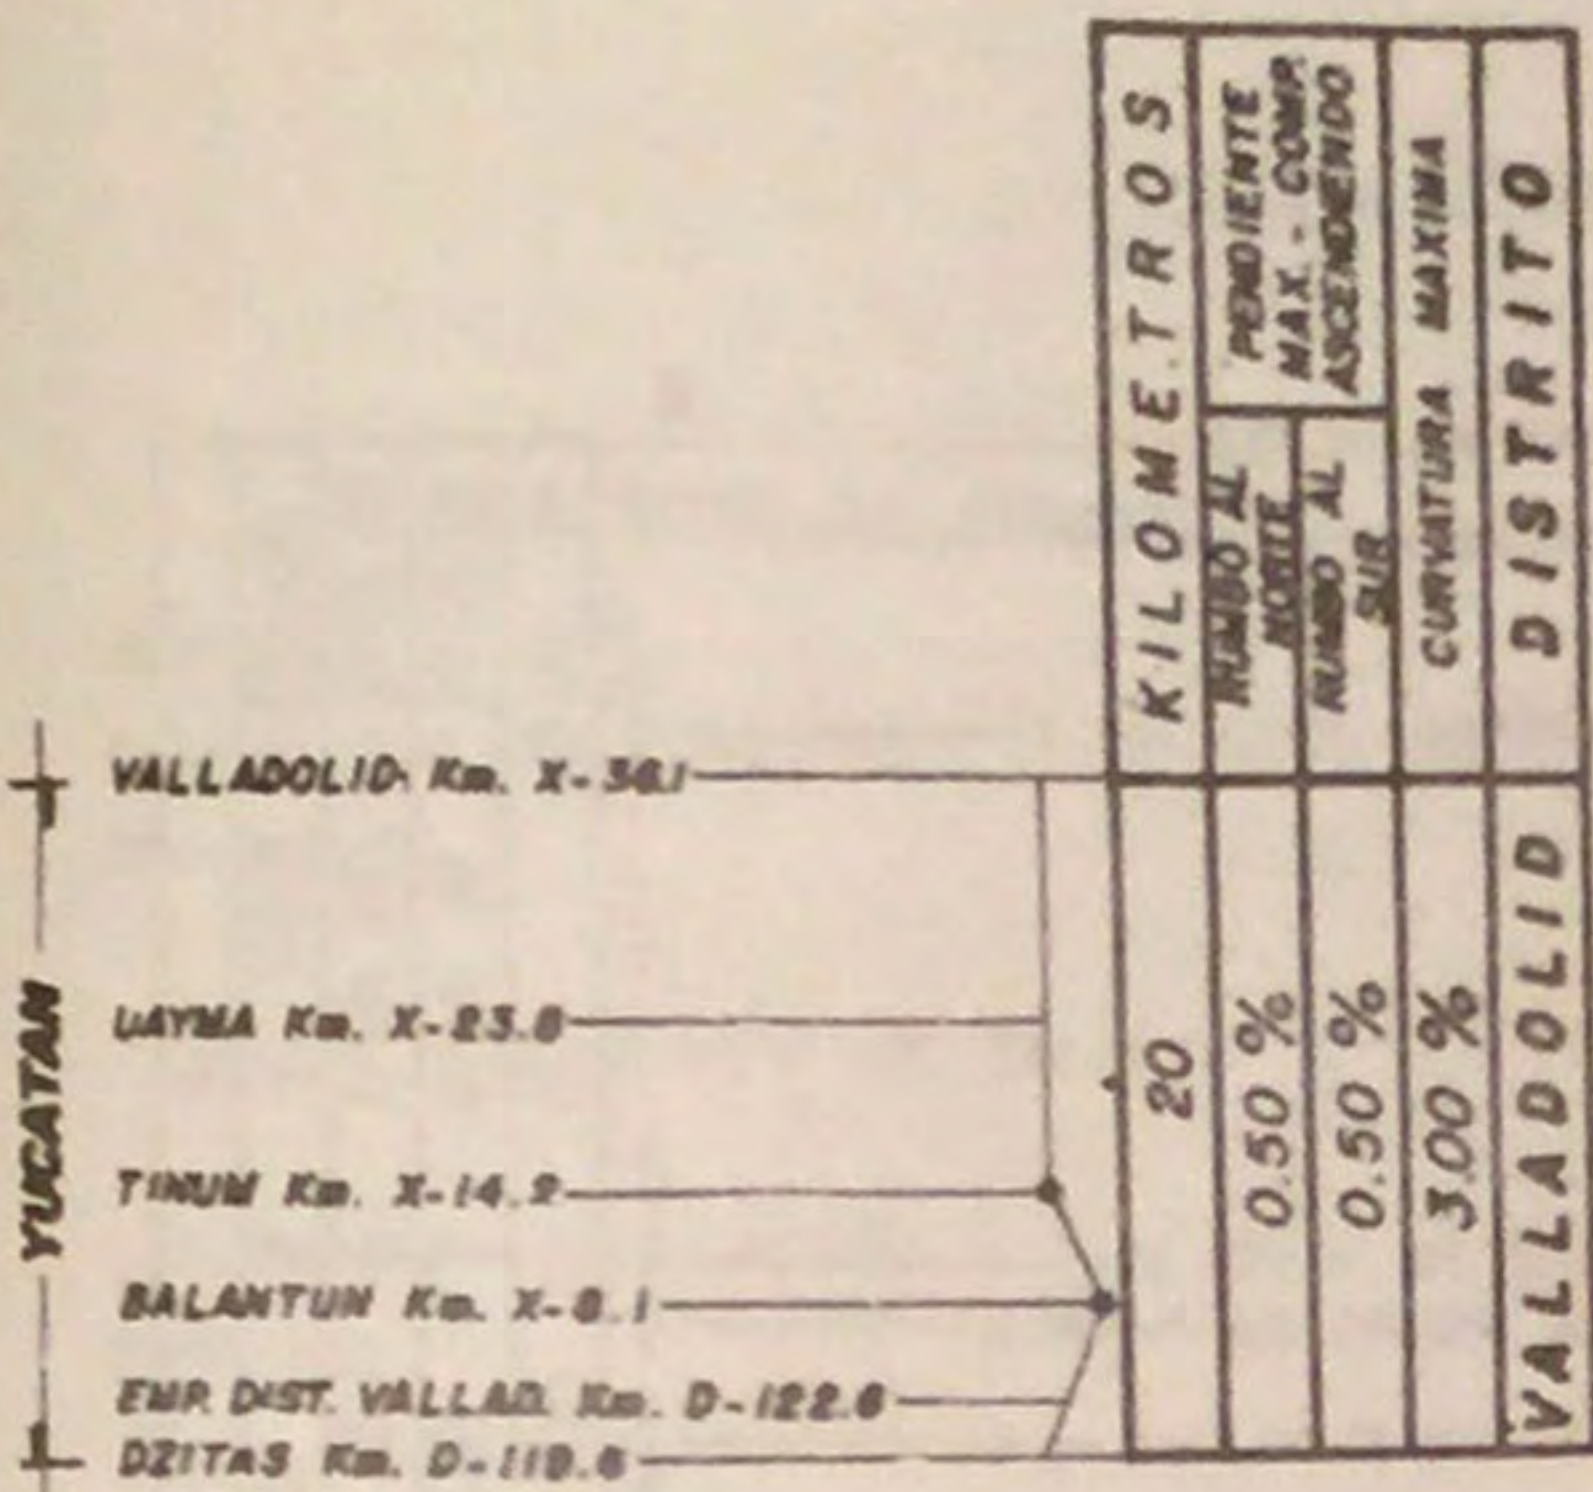 YUCATAN
VALLADOLID Km. X-36.1
UAYMA Km. X-23.8
TINUM Km. X-14.2
BALANTUN Km. X-8.1
EMP. DIST. VALLAD. Km. D-122.6
DZITAS Km. D-119.6
KILOMETROS
20
PENDIENTE
MAX. - COMP.
ASCENDIENDO
RUMBO AL
NORTE
0.50 %
RUMBO AL
SUR
0.50 %
CURVATURA MAXIMA
3.00 %
DISTRITO
VALLADOLID